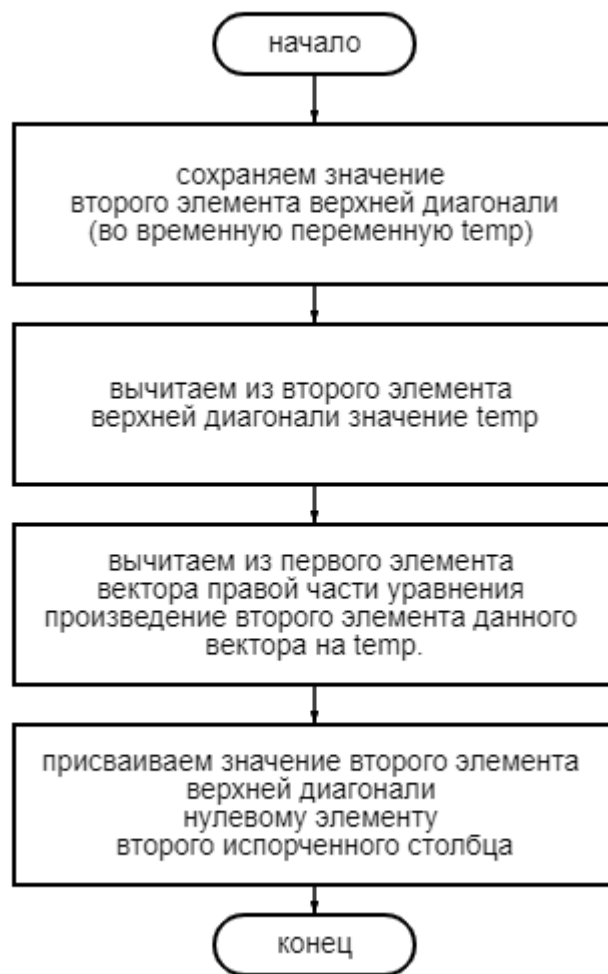 начало
сохраняем значение
второго элемента верхней диагонали
(во временную переменную temp)
вычитаем из второго элемента
верхней диагонали значение temp
вычитаем из первого элемента
вектора правой части уравнения
произведение второго элемента данного
вектора на temp.
присваиваем значение второго элемента
верхней диагонали
нулевому элементу
второго испорченного столбца
конец